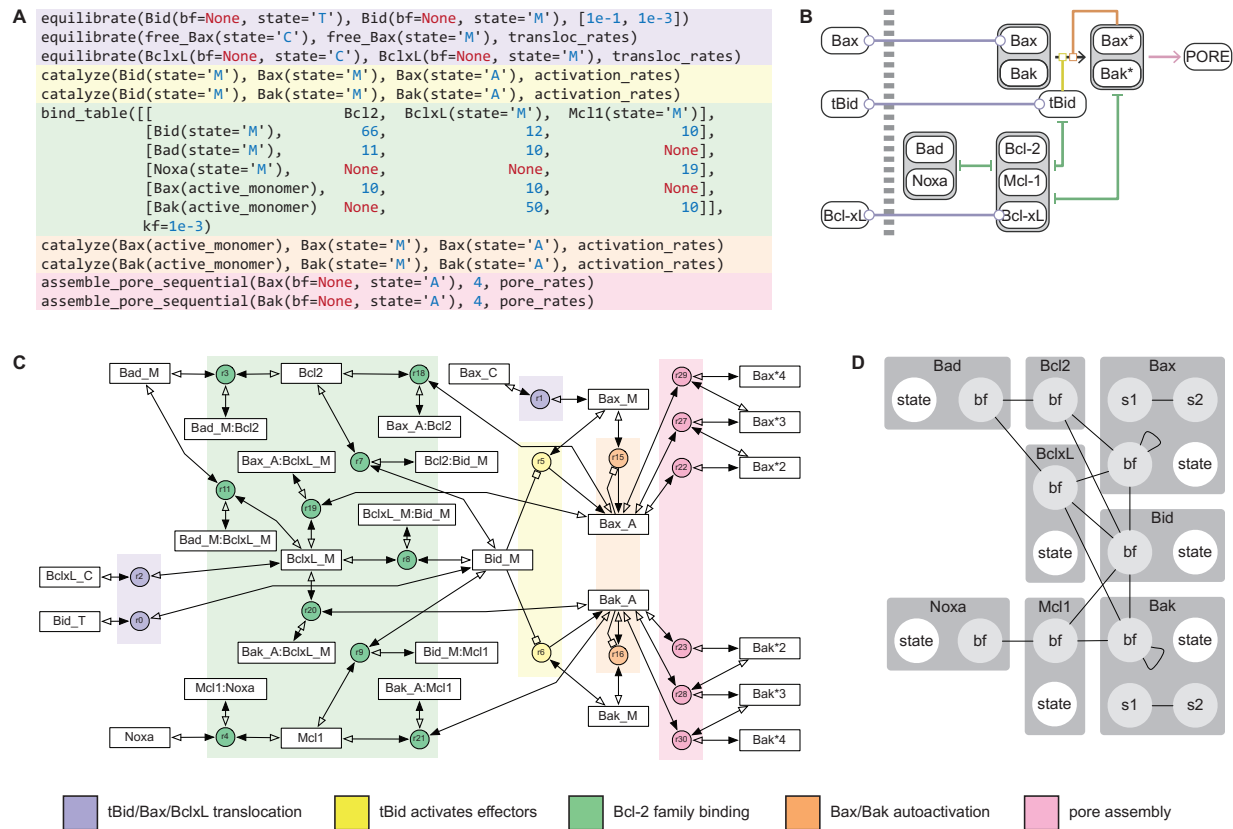 A
equilibrate(Bid(bf=None, state='T'), Bid(bf=None, state='M'), [1e-1, 1e-3])
equilibrate(free_Bax(state='C'), free_Bax(state='M'), transloc_rates)
equilibrate(BclxL(bf=None, state='C'), BclxL(bf=None, state='M'), transloc_rates)
catalyze(Bid(state='M'), Bax(state='M'), Bax(state='A'), activation_rates)
catalyze(Bid(state='M'), Bak(state='M'), Bak(state='A'), activation_rates)
bind_table([[ Bcl2, BclxL(state='M'), Mcl1(state='M')],
[Bid(state='M'), 66, 12, 10],
[Bad(state='M'), 11, 10, None],
[Noxa(state='M'), None, None, 19],
[Bax(active_monomer), 10, 10, None],
[Bak(active_monomer) None, 50, 10]],
kf=1e-3)
catalyze(Bax(active_monomer), Bax(state='M'), Bax(state='A'), activation_rates)
catalyze(Bak(active_monomer), Bak(state='M'), Bak(state='A'), activation_rates)
assemble_pore_sequential(Bax(bf=None, state='A'), 4, pore_rates)
assemble_pore_sequential(Bak(bf=None, state='A'), 4, pore_rates)
B
Bax
Bax
Bak
Bax*
Bak*
PORE
tBid
tBid
Bad
Noxa
Bcl-2
Mcl-1
Bcl-xL
Bcl-xL
C
Bad_M
r3
Bcl2
r18
Bax_C
r1
Bax_M
r29
Bax*4
Bad_M:Bcl2
Bax_A:Bcl2
r27
Bax*3
Bax_A:BclxL_M
r7
Bcl2:Bid_M
r5
r15
r22
Bax*2
r11
r19
BclxL_M:Bid_M
Bax_A
Bad_M:BclxL_M
BclxL_M
r8
Bid_M
BclxL_C
r2
Bid_T
r0
r20
Bak_A
Bak_A:BclxL_M
r9
Bid_M:Mcl1
r6
r16
r23
Bak*2
Mcl1:Noxa
Bak_A:Mcl1
r28
Bak*3
Bak_M
Noxa
r4
Mcl1
r21
r30
Bak*4
D
Bad
state
bf
Bcl2
bf
Bax
s1
s2
bf
state
BclxL
bf
state
Bid
bf
state
Noxa
state
bf
Mcl1
bf
state
Bak
bf
state
s1
s2
tBid/Bax/BclxL translocation
tBid activates effectors
Bcl-2 family binding
Bax/Bak autoactivation
pore assembly